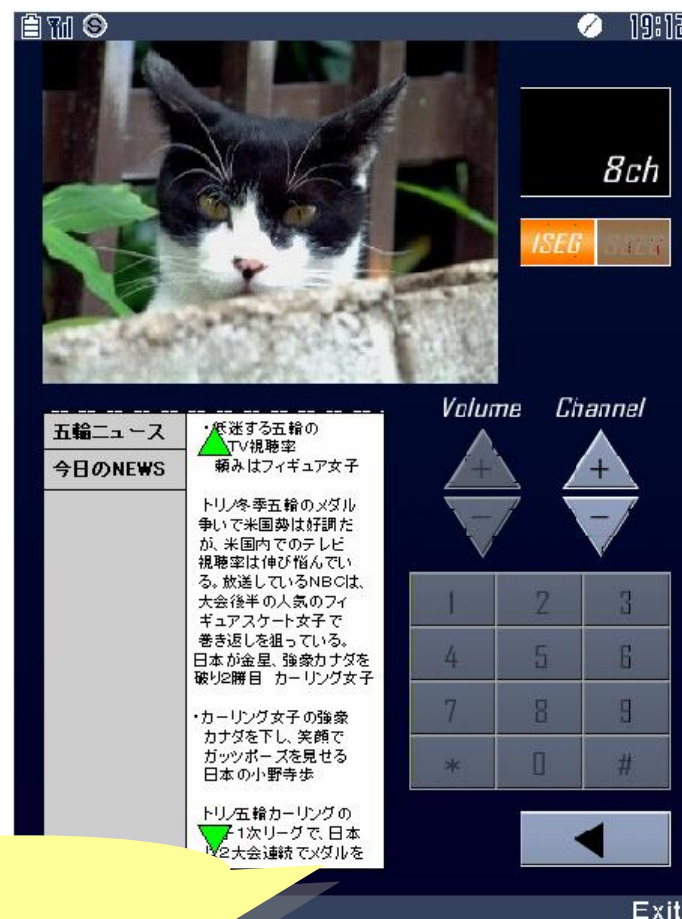 19:12
8ch
1SEG
五輪ニュース
今日のNEWS
・低迷する五輪の
TV視聴率
頼みはフィギュア女子
トリノ冬季五輪のメダル
争いで米国勢は好調だ
が、米国内でのテレビ
視聴率は伸び悩んでい
る。放送しているNBCは、
大会後半の人気のフィ
ギュアスケート女子で
巻き返しを狙っている。
日本が金星、強豪カナダを
破り2勝目 カーリング女子
・カーリング女子の強豪
カナダを下し、笑顔で
ガッツポーズを見せる
日本の小野寺歩
トリノ五輪カーリングの
1次リーグで、日本
2大会連続でメダルを
Volume Channel
+ +
- -
1 2 3
4 5 6
7 8 9
* 0 #
Exit